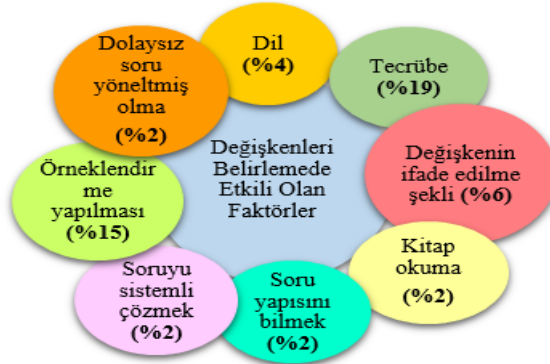 Dil
(%4)
Tecrübe
(%19)
Değişkenin
ifade edilme
şekli (%6)
Kitap
okuma
(%2)
Soru
yapısını
bilmek
(%2)
Soruyu
sistemli
çözmek
(%2)
Örneklendir
me
yapılması
(%15)
Dolaysız
soru
yöneltmiş
olma
(%2)
Değişkenleri
Belirlemede
Etkili Olan
Faktörler